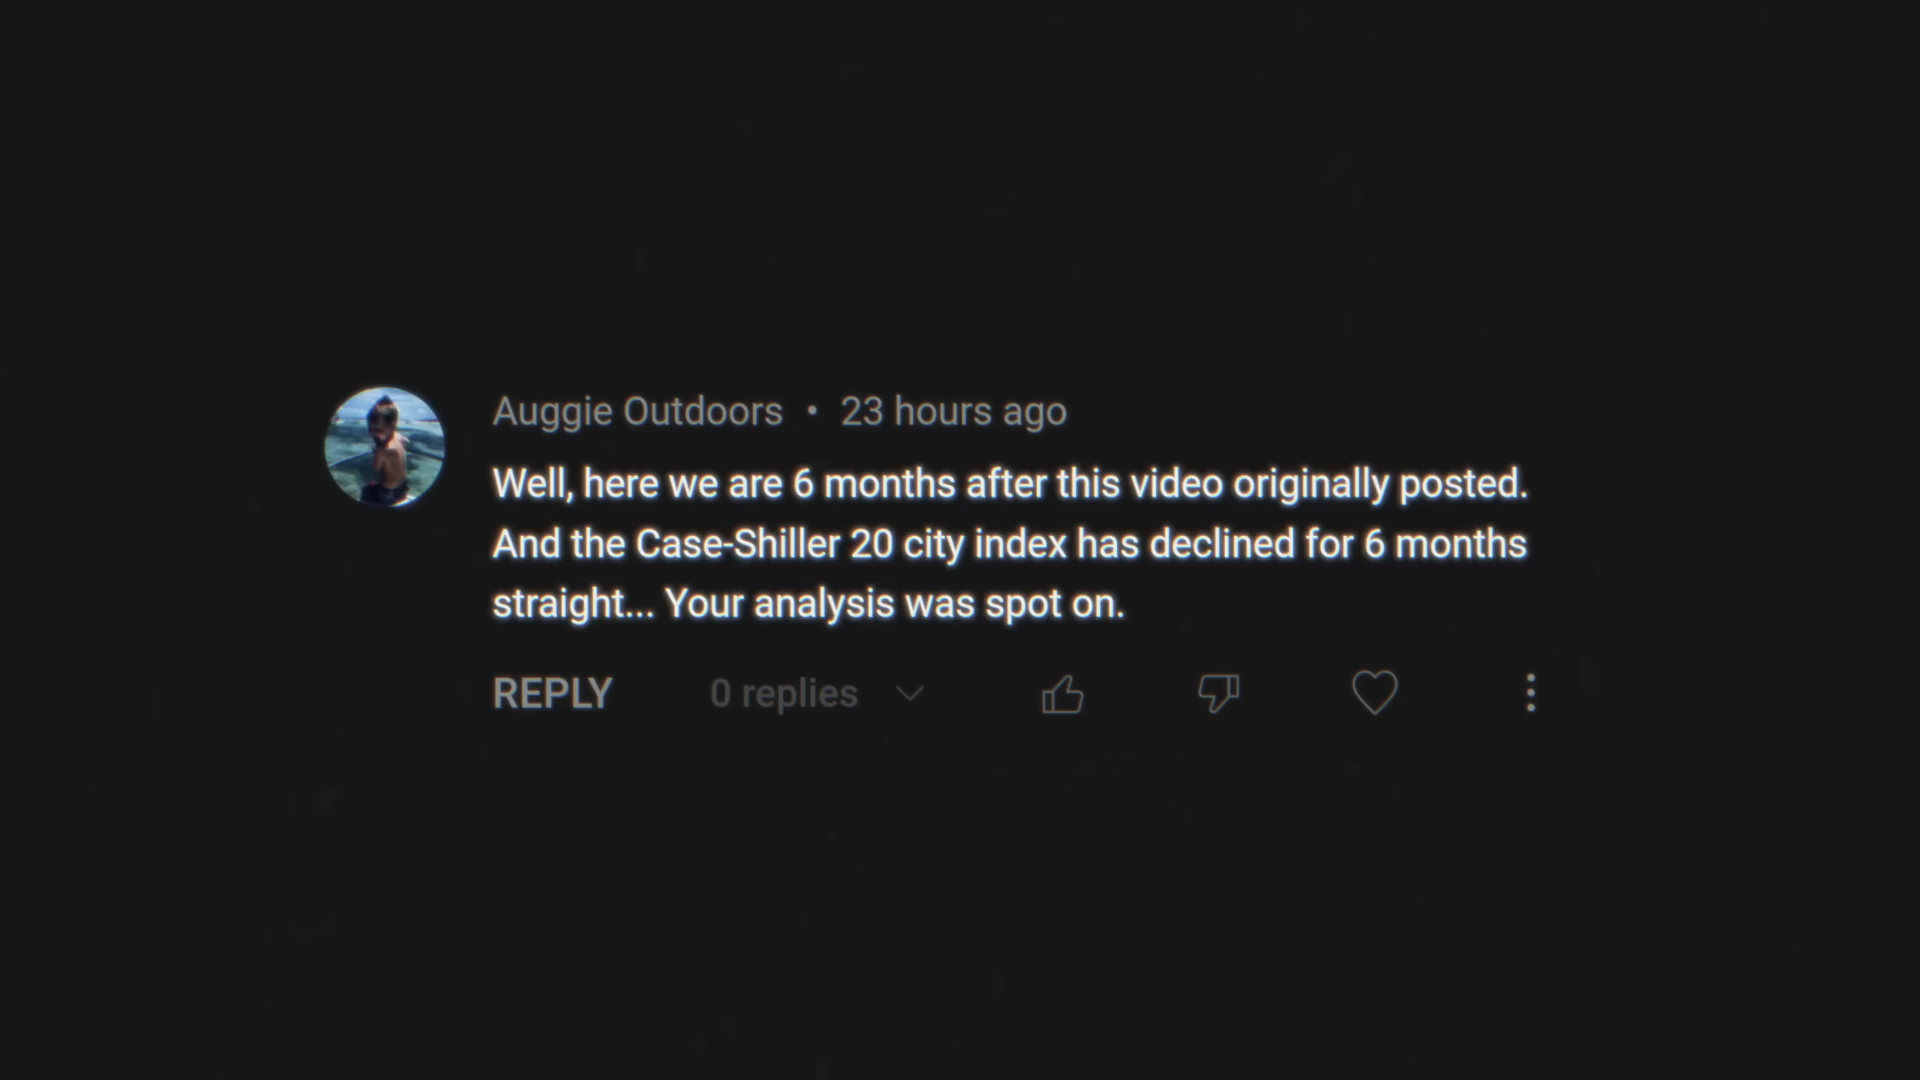 Auggie Outdoors • 23 hours ago
Well, here we are 6 months after this video originally posted.
And the Case-Shiller 20 city index has declined for 6 months
straight... Your analysis was spot on.
REPLY 0 replies